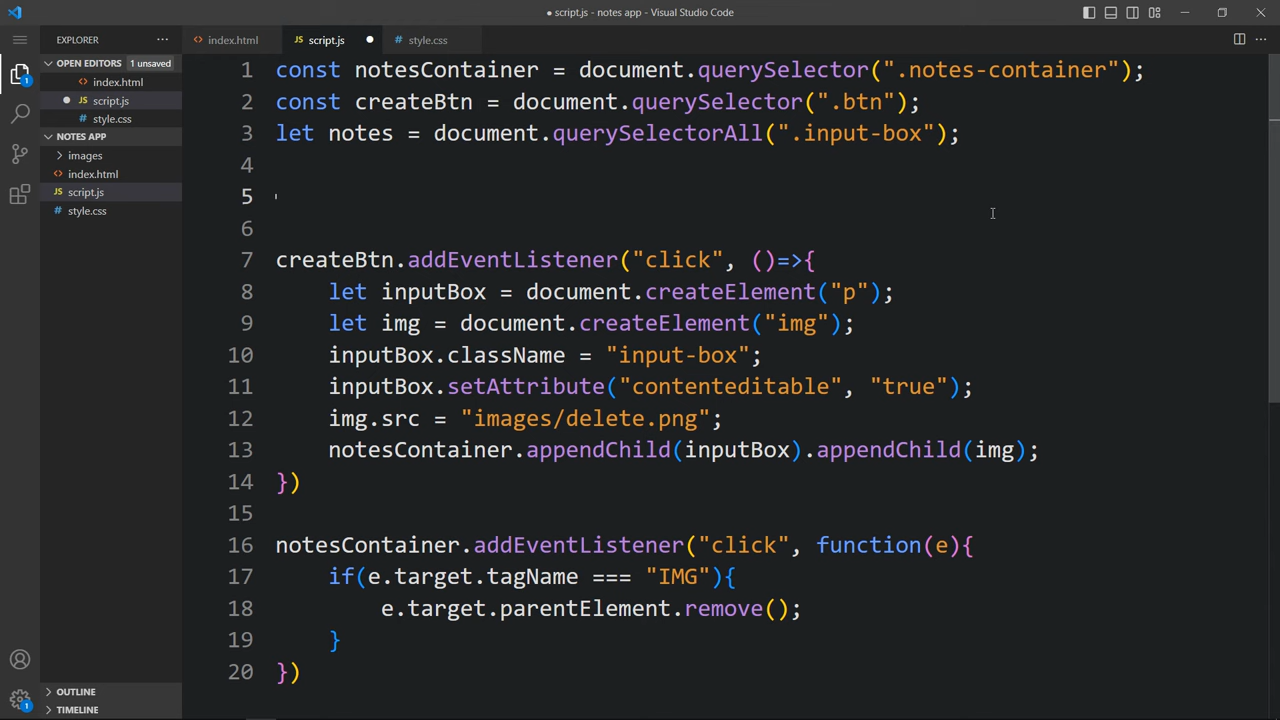 ● script.js - notes app - Visual Studio Code
EXPLORER
index.html
JS script.js
# style.css
OPEN EDITORS 1 unsaved
index.html
JS script.js
# style.css
NOTES APP
images
index.html
JS script.js
# style.css
OUTLINE
TIMELINE
1
1
1 const notesContainer = document.querySelector(".notes-container");
2 const createBtn = document.querySelector(".btn");
3 let notes = document.querySelectorAll(".input-box");
4
5
6
7 createBtn.addEventListener("click", ()=>{
8 let inputBox = document.createElement("p");
9 let img = document.createElement("img");
10 inputBox.className = "input-box";
11 inputBox.setAttribute("contenteditable", "true");
12 img.src = "images/delete.png";
13 notesContainer.appendChild(inputBox).appendChild(img);
14 })
15
16 notesContainer.addEventListener("click", function(e){
17 if(e.target.tagName === "IMG"){
18 e.target.parentElement.remove();
19 }
20 })